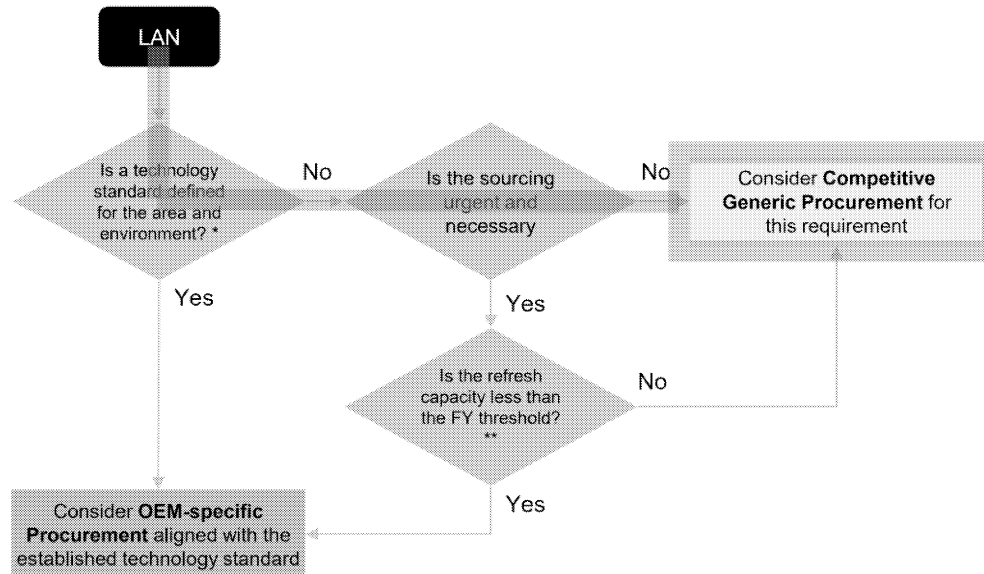 LAN
Is a technology
standard defined
for the area and
environment? *
No
Is the sourcing
urgent and
necessary
No
Consider Competitive
Generic Procurement for
this requirement
Yes
Yes
Is the refresh
capacity less than
the FY threshold?
**
No
Yes
Consider OEM-specific
Procurement aligned with the
established technology standard